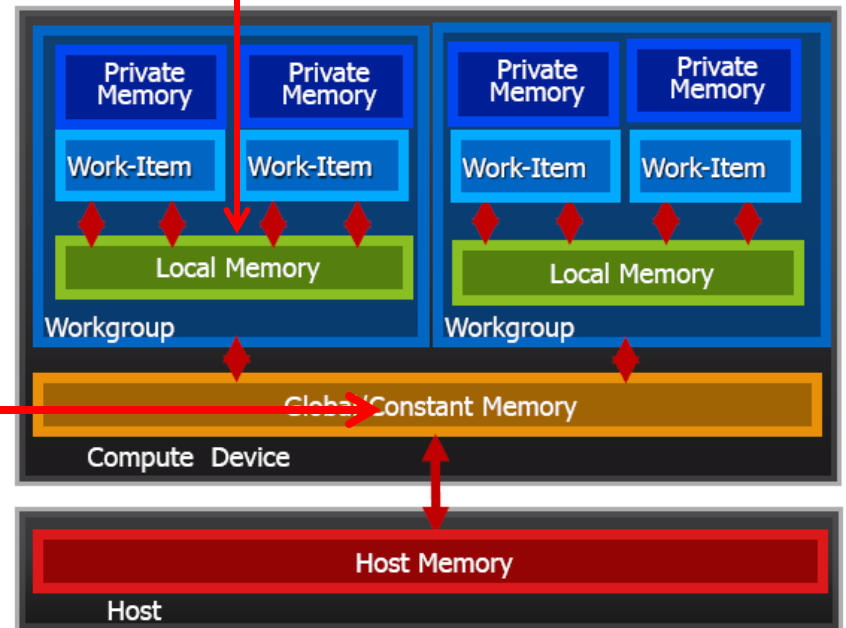 Private
Memory
Private
Memory
Private
Memory
Private
Memory
Work-Item
Work-Item
Work-Item
Work-Item
Local Memory
Local Memory
Workgroup
Workgroup
Global/Constant Memory
Compute Device
Host Memory
Host